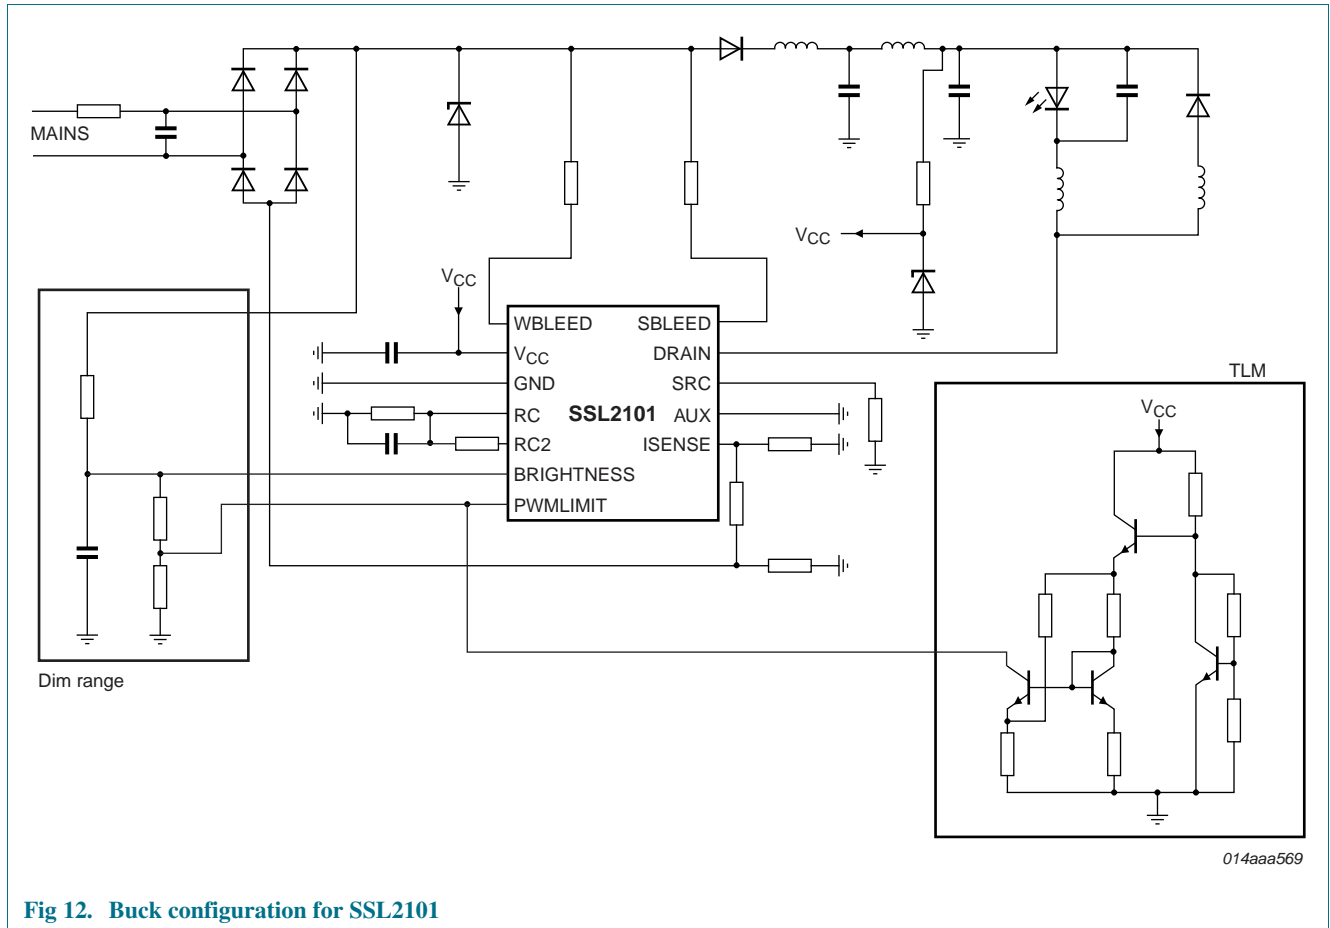 MAINS
VCC
VCC
WBLEED
SBLEED
VCC
DRAIN
GND
SRC
RC
SSL2101
AUX
RC2
ISENSE
BRIGHTNESS
PWMLIMIT
TLM
VCC
Dim range
014aaa569
Fig 12. Buck configuration for SSL2101